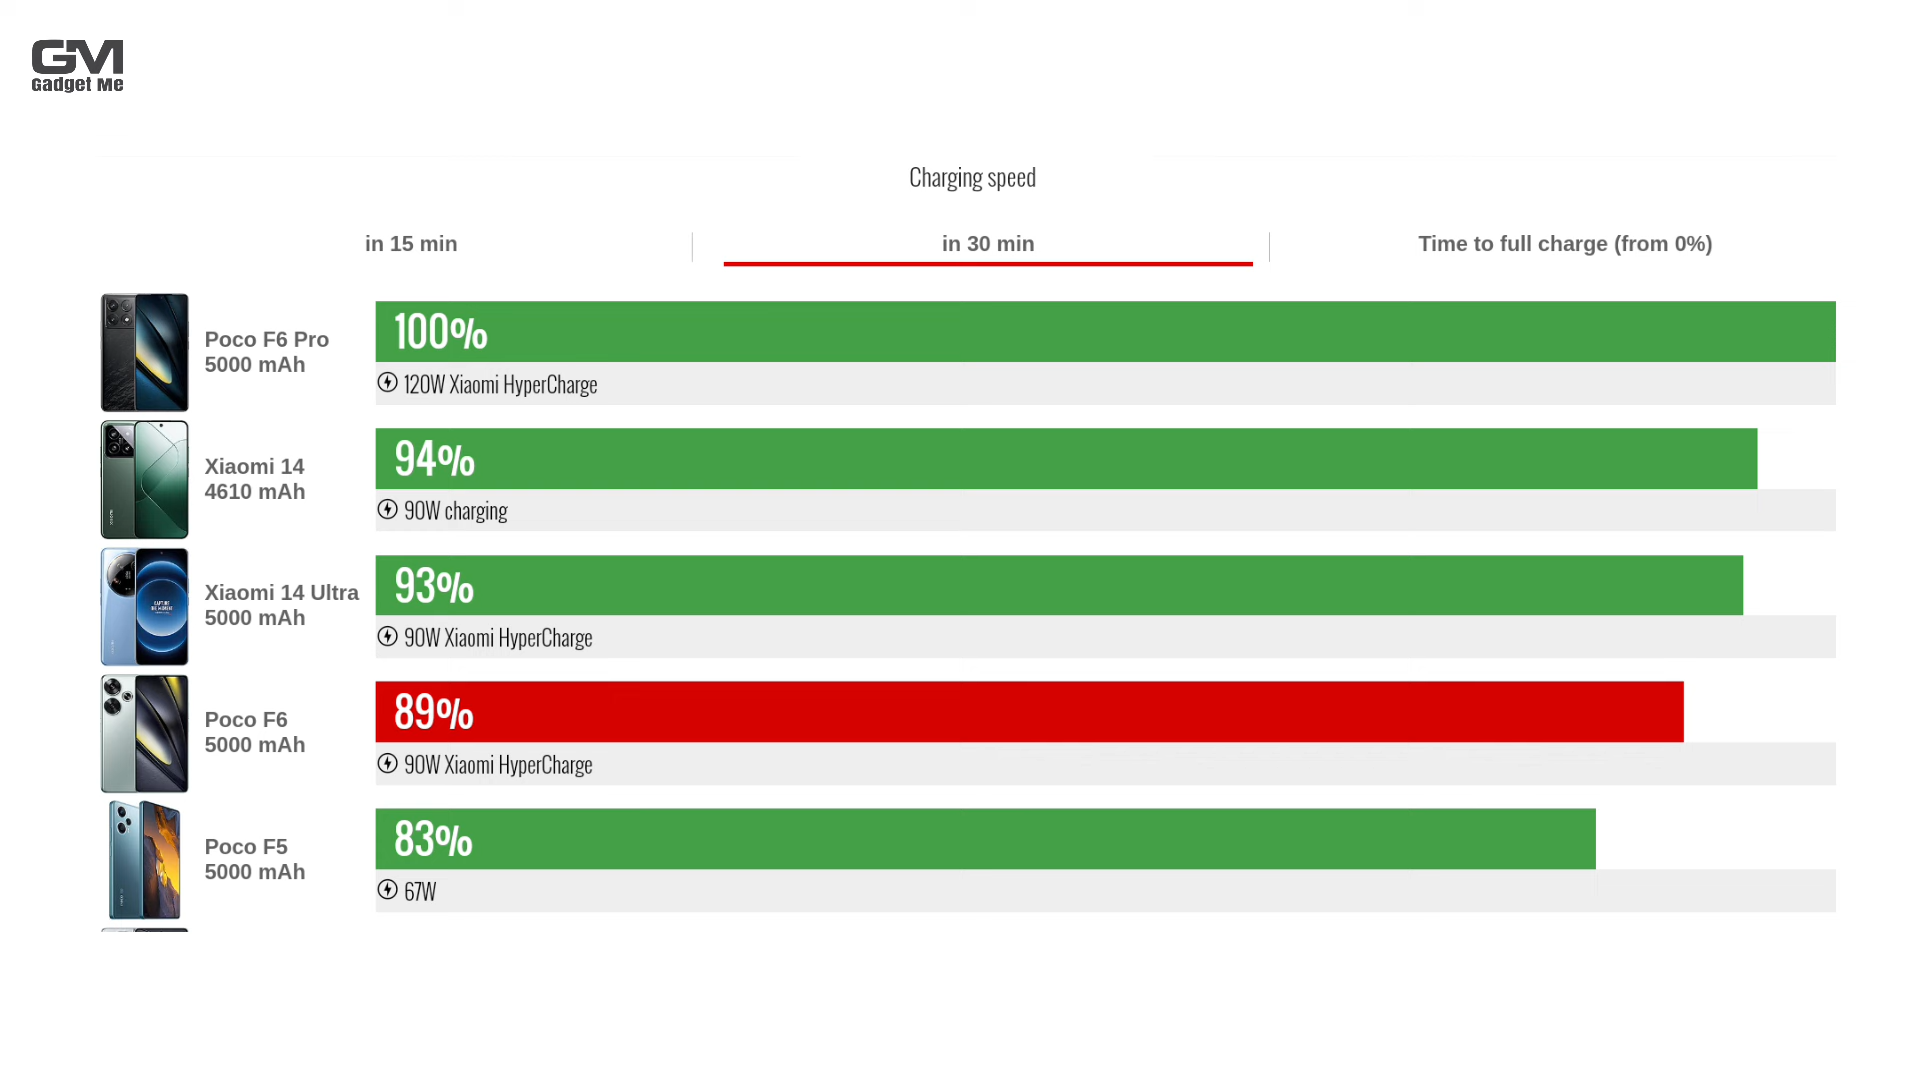 GM
Gadget Me
Charging speed
in 15 min
in 30 min
Time to full charge (from 0%)
Poco F6 Pro
5000 mAh
100%
120W Xiaomi HyperCharge
Xiaomi 14
4610 mAh
94%
90W charging
Xiaomi 14 Ultra
5000 mAh
93%
90W Xiaomi HyperCharge
Poco F6
5000 mAh
89%
90W Xiaomi HyperCharge
Poco F5
5000 mAh
83%
67W